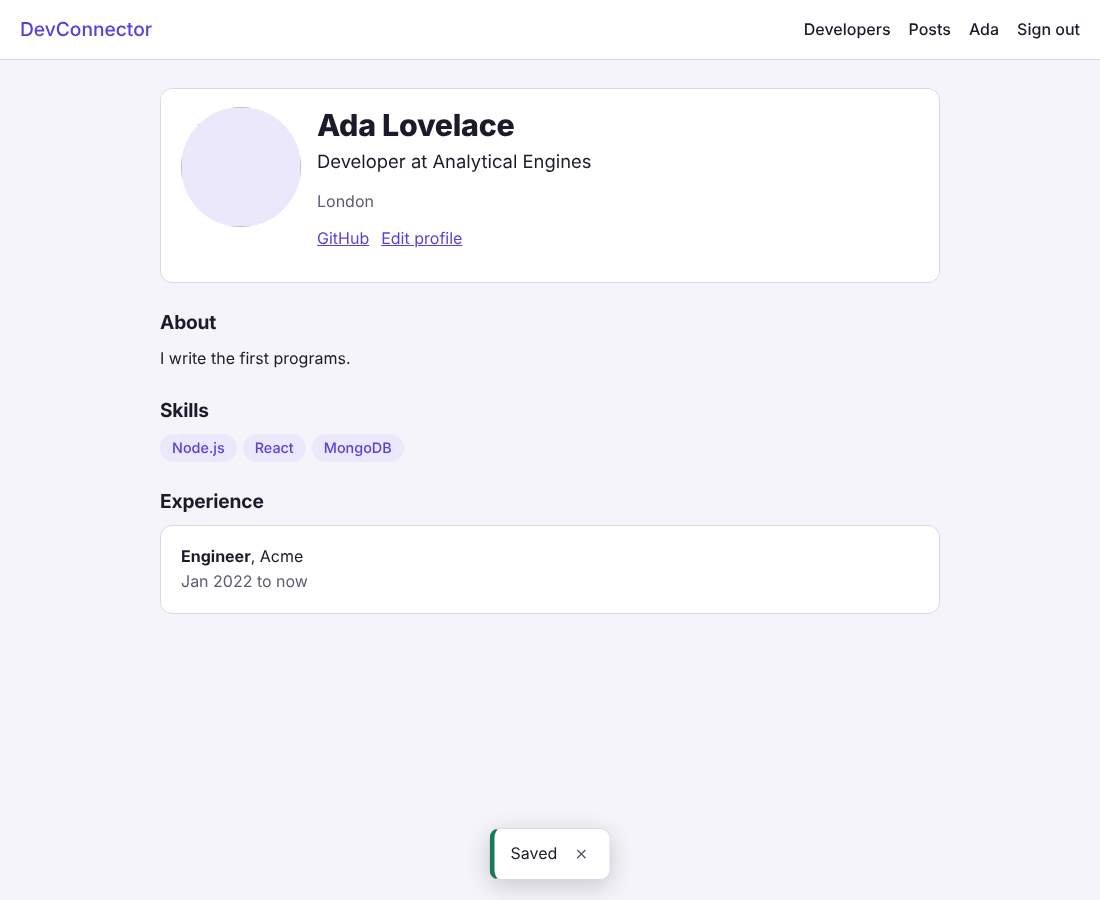 DevConnector
Developers Posts Ada Sign out
Ada Lovelace
Developer at Analytical Engines
London
GitHub Edit profile
About
I write the first programs.
Skills
Node.js React MongoDB
Experience
Engineer, Acme
Jan 2022 to now
Saved ×